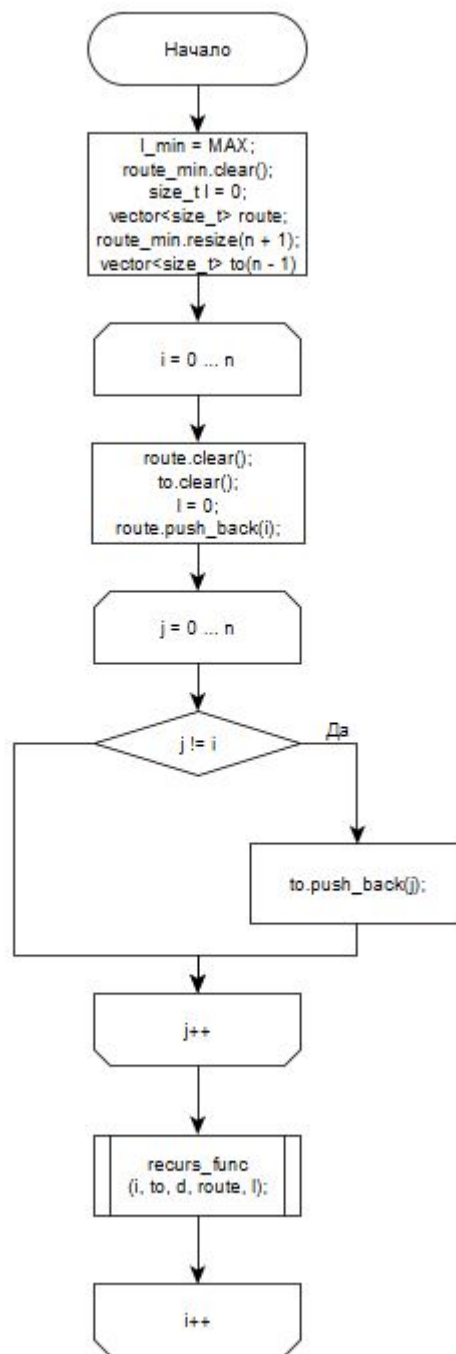 Начало
l_min = MAX;
route_min.clear();
size_t l = 0;
vector<size_t> route;
route_min.resize(n + 1);
vector<size_t> to(n - 1)
i = 0 ... n
route.clear();
to.clear();
l = 0;
route.push_back(i);
j = 0 ... n
j != i
Да
to.push_back(j);
j++
recurs_func
(i, to, d, route, l);
i++